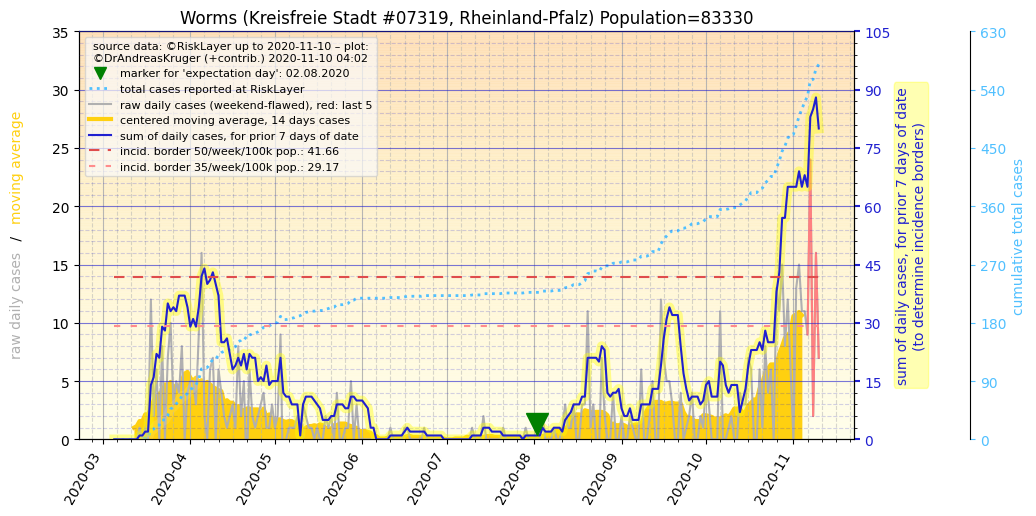 Worms (Kreisfreie Stadt #07319, Rheinland-Pfalz) Population=83330
source data: ©RiskLayer up to 2020-11-10 – plot:
©DrAndreasKruger (+contrib.) 2020-11-10 04:02
marker for 'expectation day': 02.08.2020
total cases reported at RiskLayer
raw daily cases (weekend-flawed), red: last 5
centered moving average, 14 days cases
sum of daily cases, for prior 7 days of date
incid. border 50/week/100k pop.: 41.66
incid. border 35/week/100k pop.: 29.17
raw daily cases / moving average
35
30
25
20
15
10
5
0
2020-03
2020-04
2020-05
2020-06
2020-07
2020-08
2020-09
2020-10
2020-11
105
90
75
60
45
30
15
0
sum of daily cases, for prior 7 days of date
(to determine incidence borders)
630
540
450
360
270
180
90
0
cumulative total cases